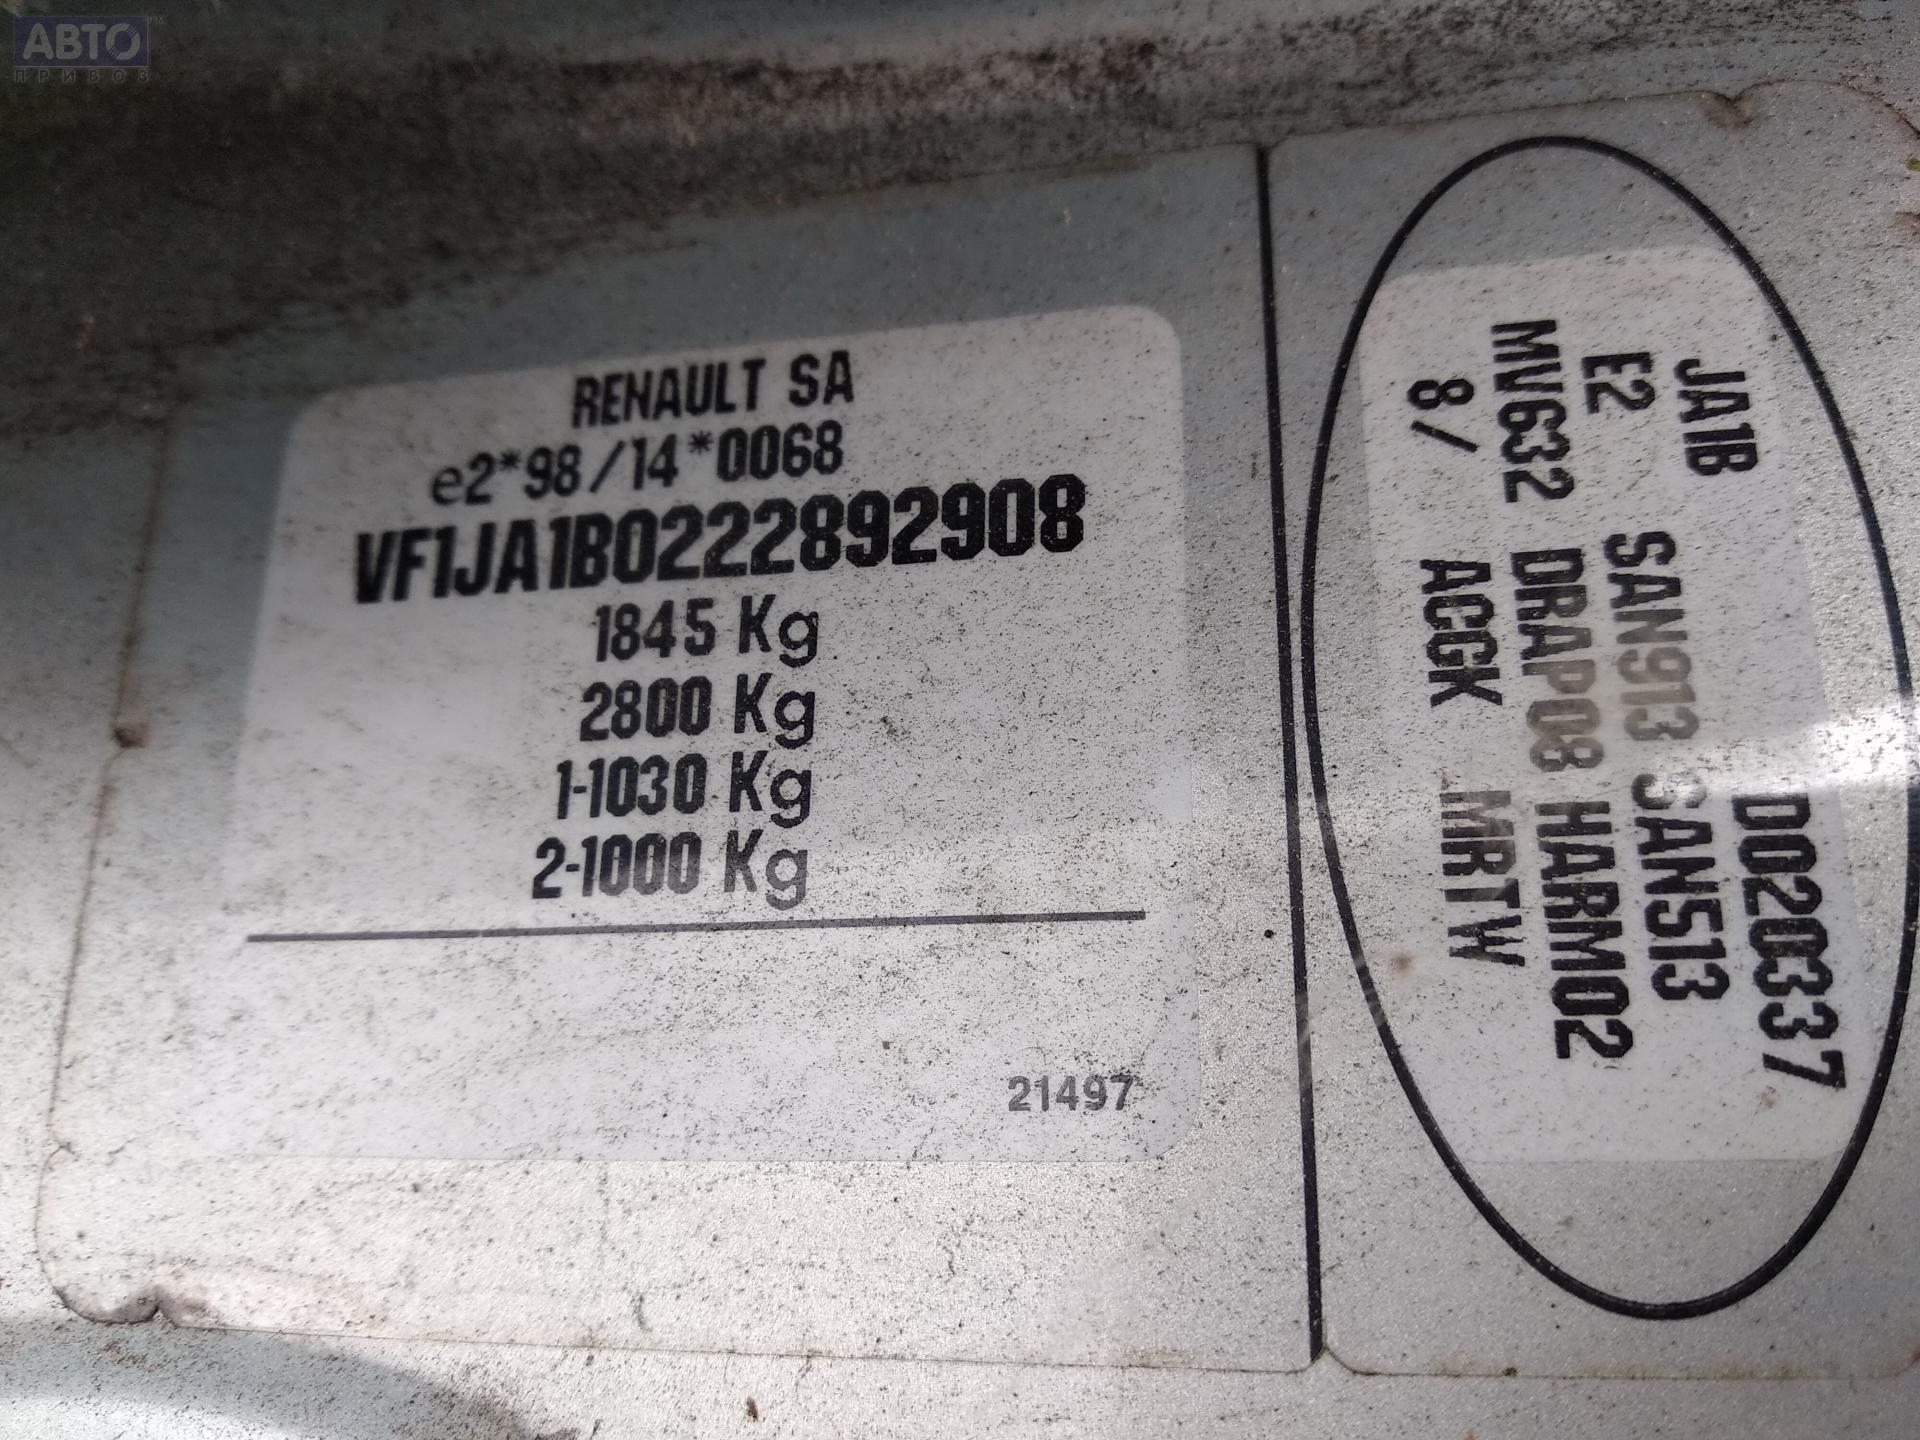 АВТО
ПРИВОЗ
RENAULT SA
e2*98/14*0068
VF1JA1B0222892908
1845 Kg
2800 Kg
1-1030 Kg
2-1000 Kg
21497
JA1B D020337
E2 SAN913 SAN513
MV632 DRAP08 HARM02
8/ ACGK MRTW